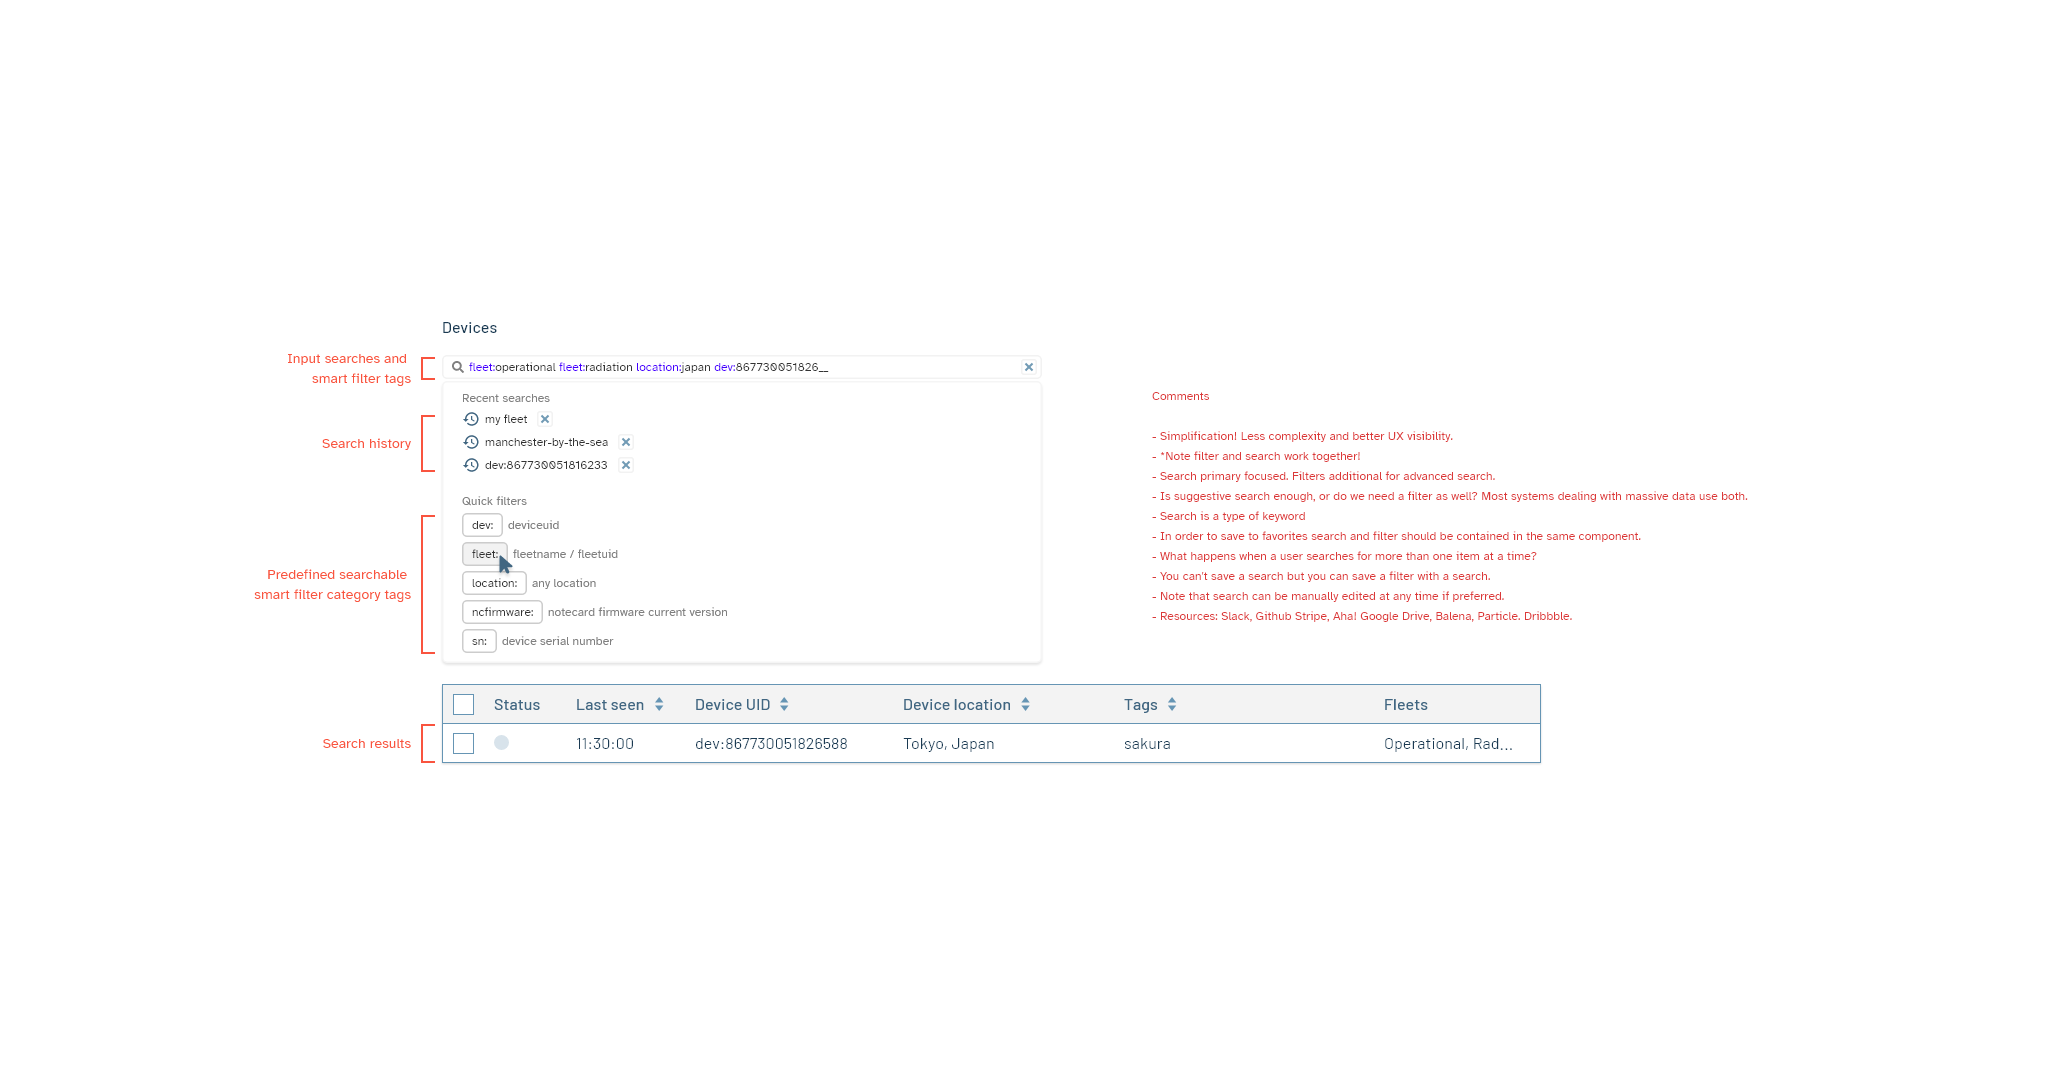 Devices
Input searches and
smart filter tags
fleet:operational fleet:radiation location:japan dev:867730051826__
Recent searches
Search history
my fleet
manchester-by-the-sea
dev:867730051816233
Quick filters
Predefined searchable
smart filter category tags
dev: deviceuid
fleet: fleetname / fleetuid
location: any location
ncfirmware: notecard firmware current version
sn: device serial number
Comments
- Simplification! Less complexity and better UX visibility.
- *Note filter and search work together!
- Search primary focused. Filters additional for advanced search.
- Is suggestive search enough, or do we need a filter as well? Most systems dealing with massive data use both.
- Search is a type of keyword
- In order to save to favorites search and filter should be contained in the same component.
- What happens when a user searches for more than one item at a time?
- You can't save a search but you can save a filter with a search.
- Note that search can be manually edited at any time if preferred.
- Resources: Slack, Github Stripe, Aha! Google Drive, Balena, Particle. Dribbble.
Status Last seen Device UID Device location Tags Fleets
Search results
11:30:00 dev:867730051826588 Tokyo, Japan sakura Operational, Rad...